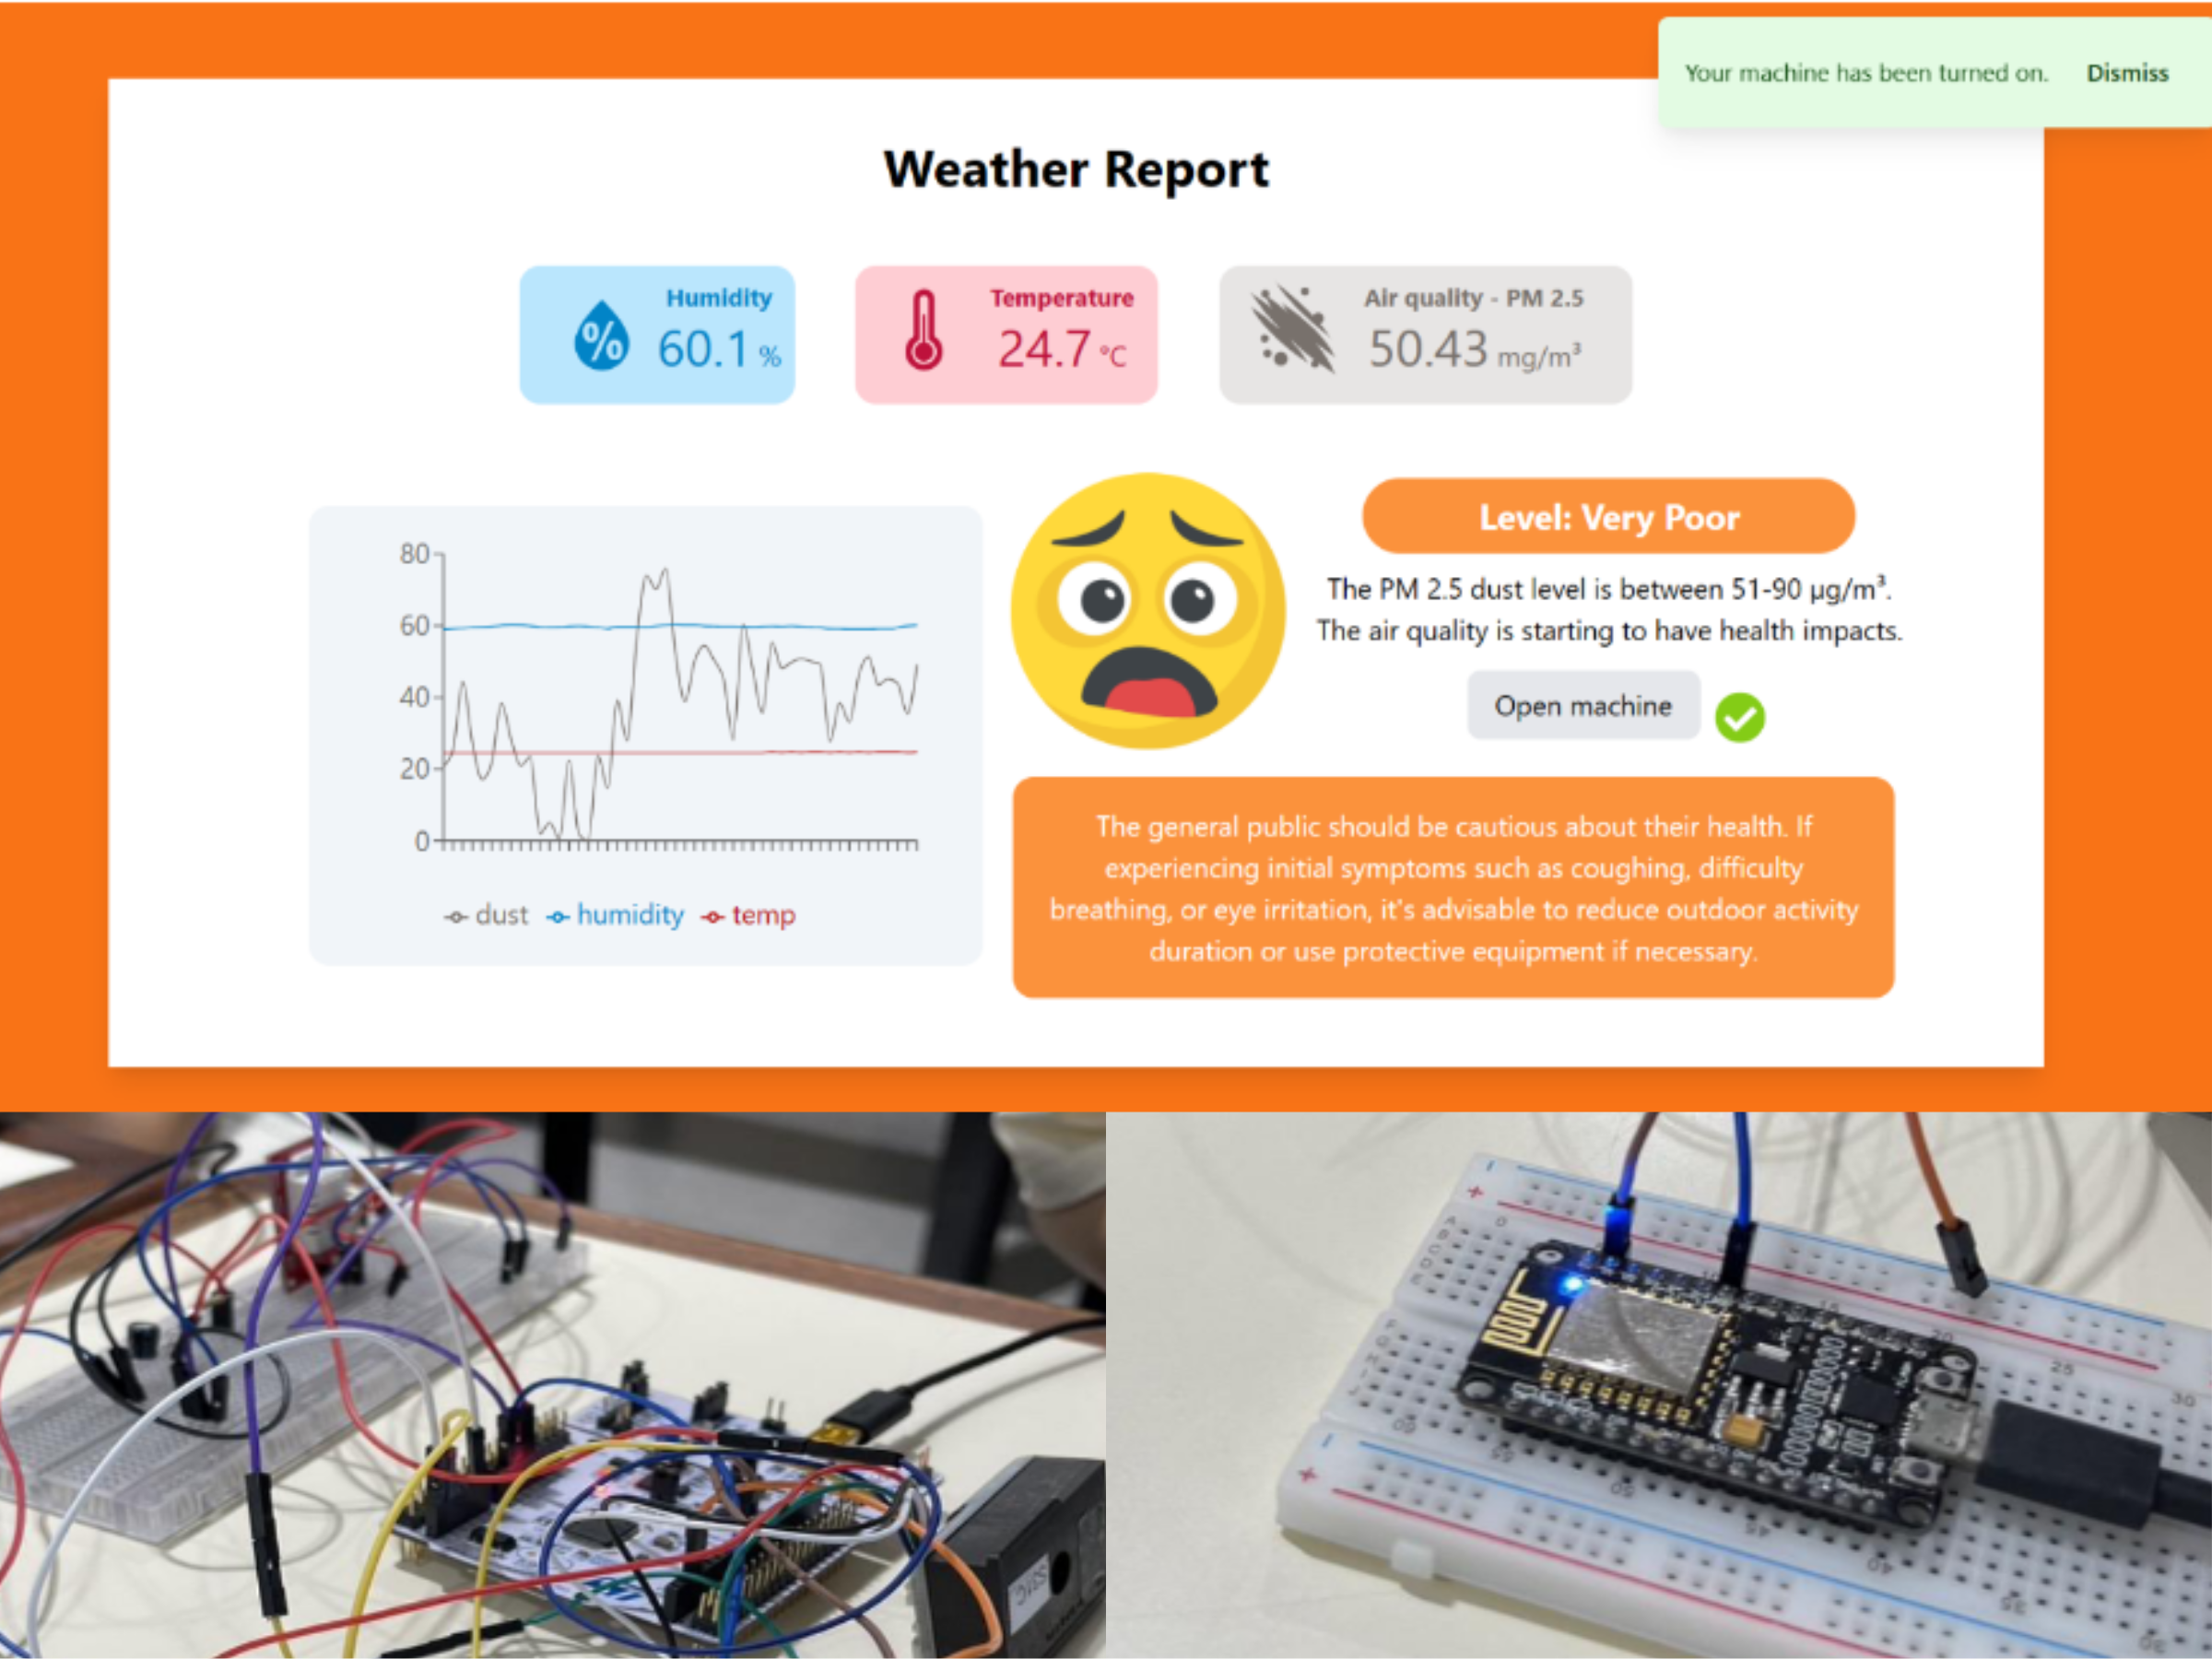 Your machine has been turned on. Dismiss
Weather Report
Humidity
60.1 %
Temperature
24.7 °C
Air quality - PM 2.5
50.43 mg/m³
80
60
40
20
0
dust humidity temp
Level: Very Poor
The PM 2.5 dust level is between 51-90 µg/m³.
The air quality is starting to have health impacts.
Open machine
The general public should be cautious about their health. If
experiencing initial symptoms such as coughing, difficulty
breathing, or eye irritation, it's advisable to reduce outdoor activity
duration or use protective equipment if necessary.